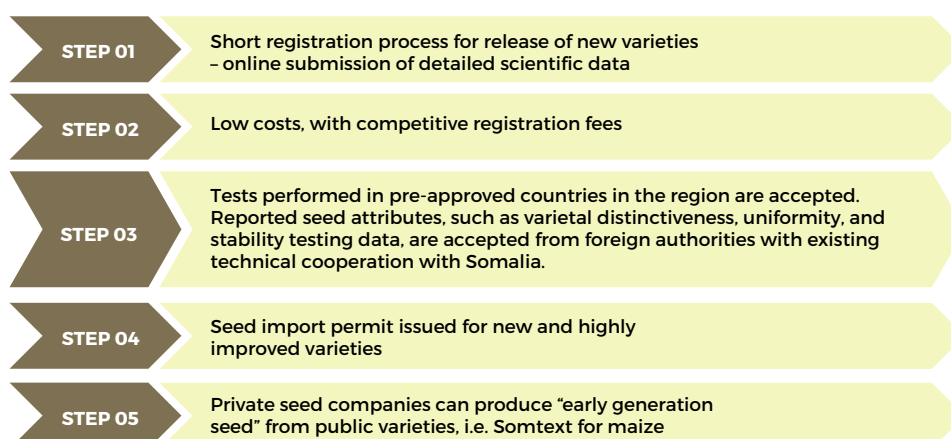 STEP 01
Short registration process for release of new varieties
– online submission of detailed scientific data
STEP 02
Low costs, with competitive registration fees
STEP 03
Tests performed in pre-approved countries in the region are accepted.
Reported seed attributes, such as varietal distinctiveness, uniformity, and
stability testing data, are accepted from foreign authorities with existing
technical cooperation with Somalia.
STEP 04
Seed import permit issued for new and highly
improved varieties
STEP 05
Private seed companies can produce “early generation
seed” from public varieties, i.e. Somtext for maize